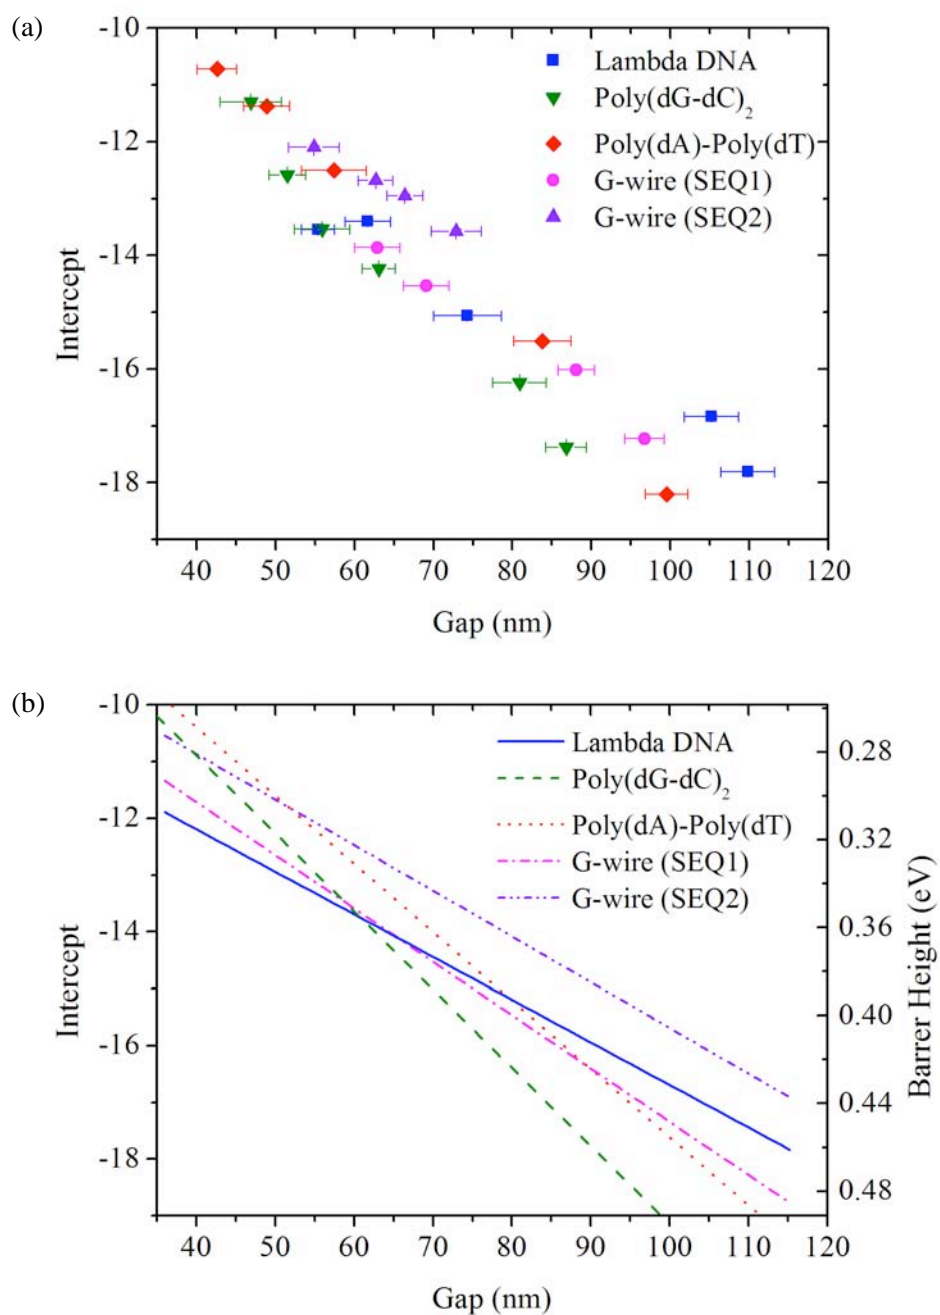 (a)
-10
-12
-14
-16
-18
Intercept
40 50 60 70 80 90 100 110 120
Gap (nm)
Lambda DNA
Poly(dG-dC)₂
Poly(dA)-Poly(dT)
G-wire (SEQ1)
G-wire (SEQ2)
(b)
-10
-12
-14
-16
-18
Intercept
40 50 60 70 80 90 100 110 120
Gap (nm)
Lambda DNA
Poly(dG-dC)₂
Poly(dA)-Poly(dT)
G-wire (SEQ1)
G-wire (SEQ2)
0.28
0.32
0.36
0.40
0.44
0.48
Barrer Height (eV)